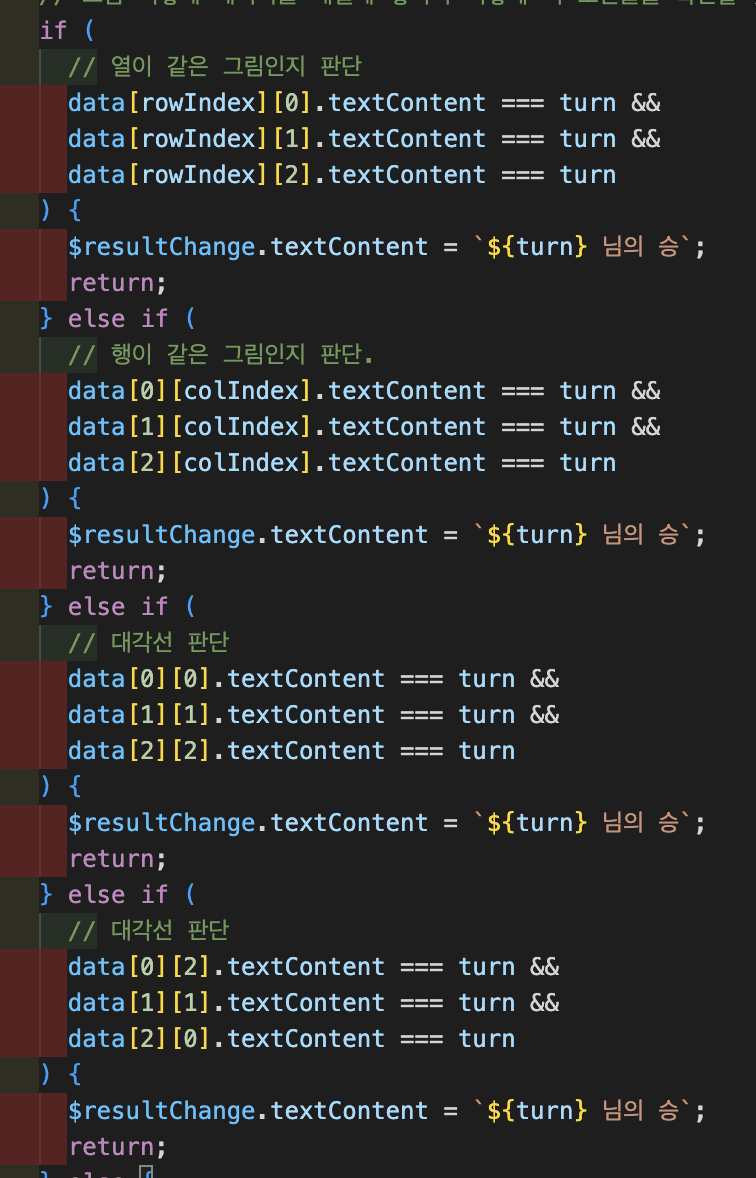 if (
// 열이 같은 그림인지 판단
data[rowIndex][0].textContent === turn &&
data[rowIndex][1].textContent === turn &&
data[rowIndex][2].textContent === turn
) {
$resultChange.textContent = `${turn} 님의 승`;
return;
} else if (
// 행이 같은 그림인지 판단.
data[0][colIndex].textContent === turn &&
data[1][colIndex].textContent === turn &&
data[2][colIndex].textContent === turn
) {
$resultChange.textContent = `${turn} 님의 승`;
return;
} else if (
// 대각선 판단
data[0][0].textContent === turn &&
data[1][1].textContent === turn &&
data[2][2].textContent === turn
) {
$resultChange.textContent = `${turn} 님의 승`;
return;
} else if (
// 대각선 판단
data[0][2].textContent === turn &&
data[1][1].textContent === turn &&
data[2][0].textContent === turn
) {
$resultChange.textContent = `${turn} 님의 승`;
return;
} else {